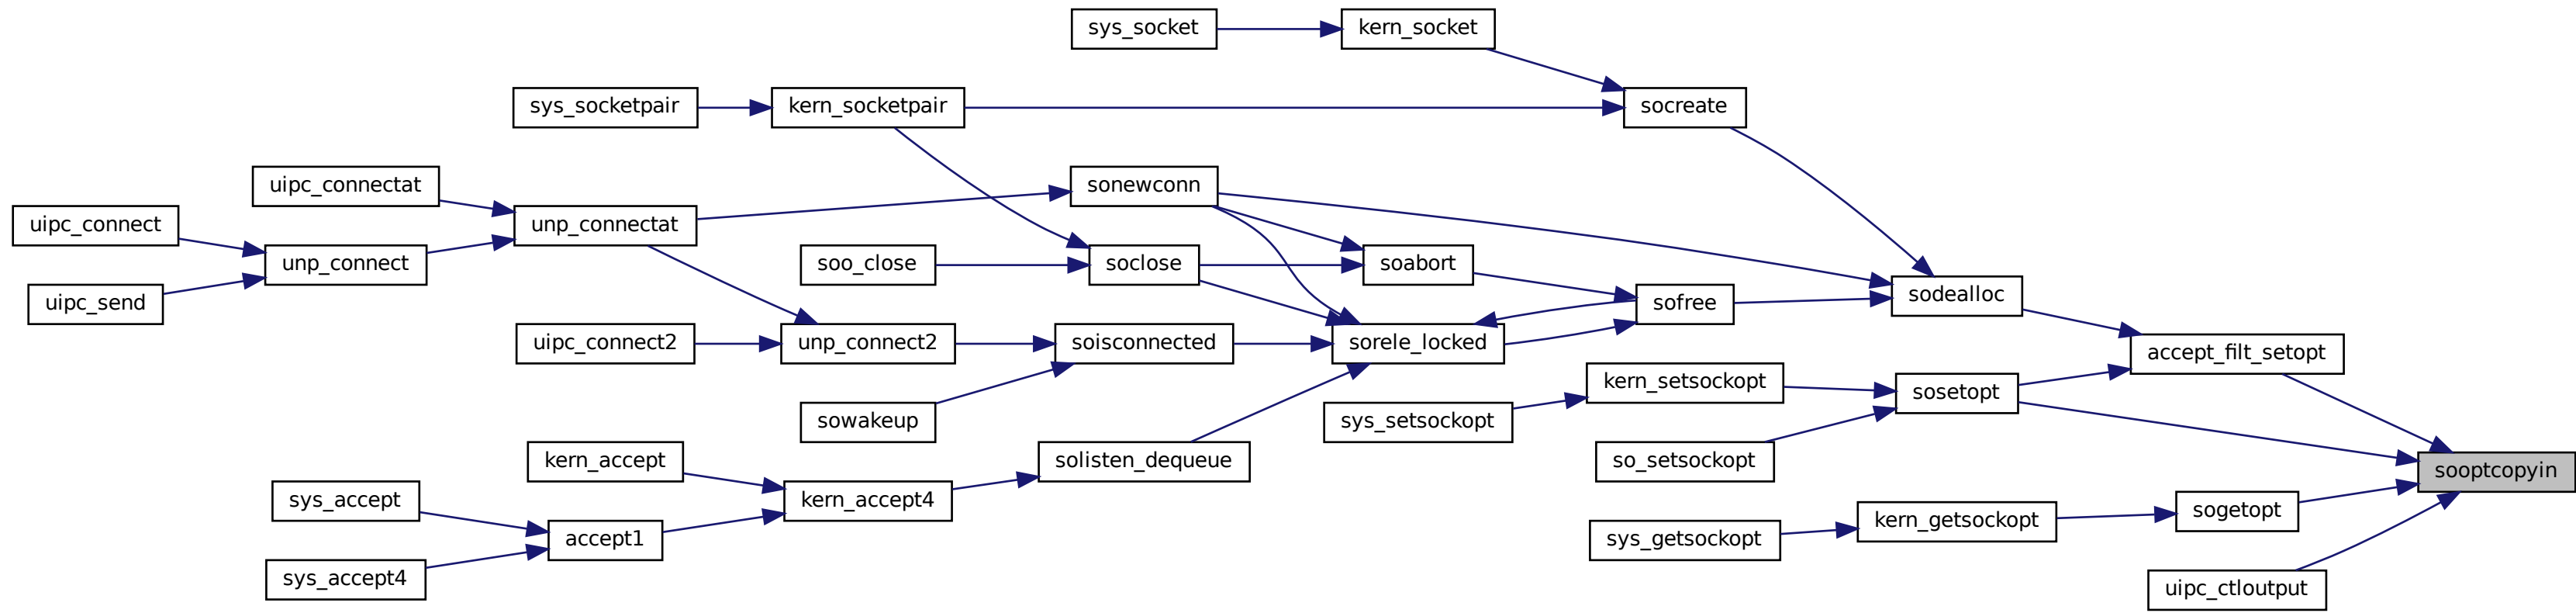 sys_socket
kern_socket
sys_socketpair
kern_socketpair
socreate
uipc_connectat
sonewconn
uipc_connect
unp_connectat
unp_connect
soo_close
soclose
soabort
sodealloc
uipc_send
sofree
uipc_connect2
unp_connect2
soisconnected
sorele_locked
accept_filt_setopt
kern_setsockopt
sosetopt
sowakeup
sys_setsockopt
kern_accept
solisten_dequeue
so_setsockopt
sooptcopyin
sys_accept
kern_accept4
kern_getsockopt
sogetopt
accept1
sys_getsockopt
sys_accept4
uipc_ctloutput